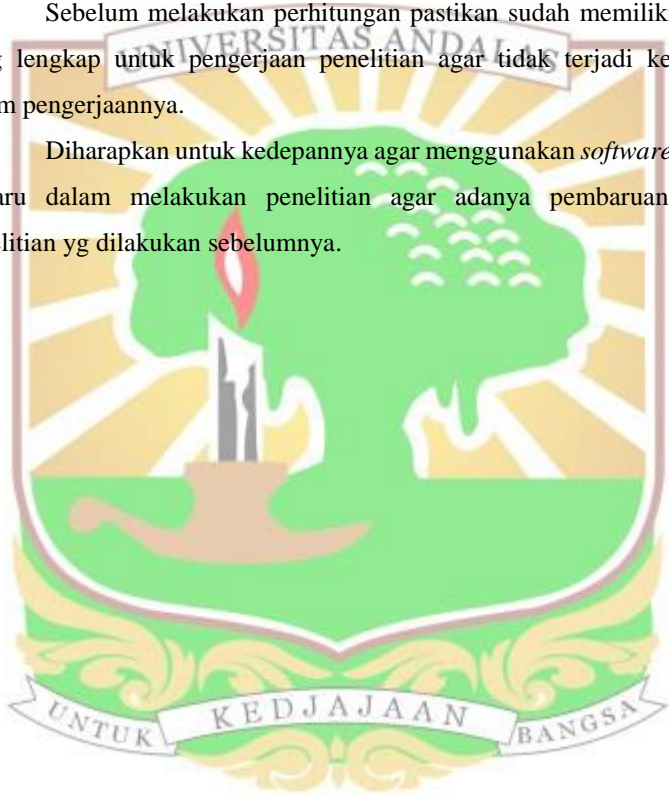 Sebelum melakukan perhitungan pastikan sudah memilik
lengkap untuk pengerjaan penelitian agar tidak terjadi ke
pengerjaannya.
Diharapkan untuk kedepannya agar menggunakan software
aru dalam melakukan penelitian agar adanya pembaruan
elitian yg dilakukan sebelumnya.
UNIVERSITAS ANDALAS
UNTUK KEDJAJAAN BANGSA